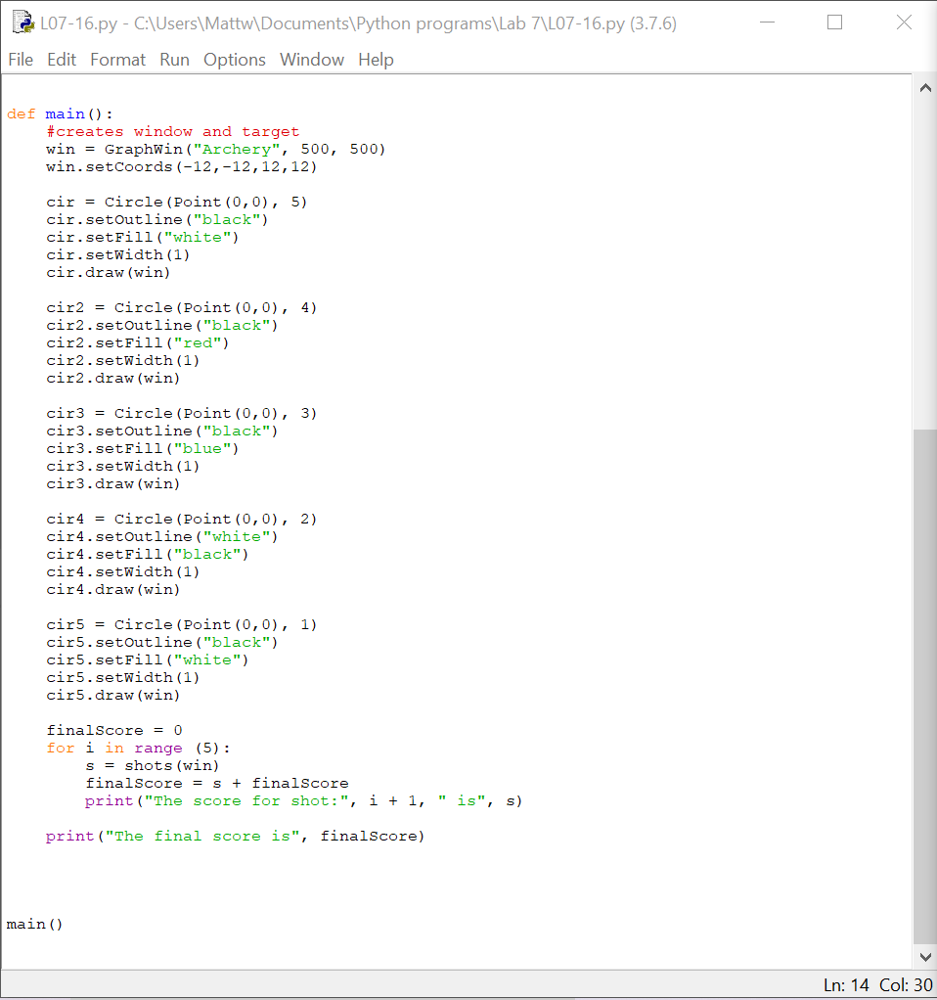 L07-16.py - C:\Users\Mattw\Documents\Python programs\Lab 7\L07-16.py (3.7.6)
File Edit Format Run Options Window Help
def main():
    #creates window and target
    win = GraphWin("Archery", 500, 500)
    win.setCoords(-12,-12,12,12)

    cir = Circle(Point(0,0), 5)
    cir.setOutline("black")
    cir.setFill("white")
    cir.setWidth(1)
    cir.draw(win)

    cir2 = Circle(Point(0,0), 4)
    cir2.setOutline("black")
    cir2.setFill("red")
    cir2.setWidth(1)
    cir2.draw(win)

    cir3 = Circle(Point(0,0), 3)
    cir3.setOutline("black")
    cir3.setFill("blue")
    cir3.setWidth(1)
    cir3.draw(win)

    cir4 = Circle(Point(0,0), 2)
    cir4.setOutline("white")
    cir4.setFill("black")
    cir4.setWidth(1)
    cir4.draw(win)

    cir5 = Circle(Point(0,0), 1)
    cir5.setOutline("black")
    cir5.setFill("white")
    cir5.setWidth(1)
    cir5.draw(win)

    finalScore = 0
    for i in range (5):
        s = shots(win)
        finalScore = s + finalScore
        print("The score for shot:", i + 1, " is", s)

    print("The final score is", finalScore)

main()
Ln: 14 Col: 30